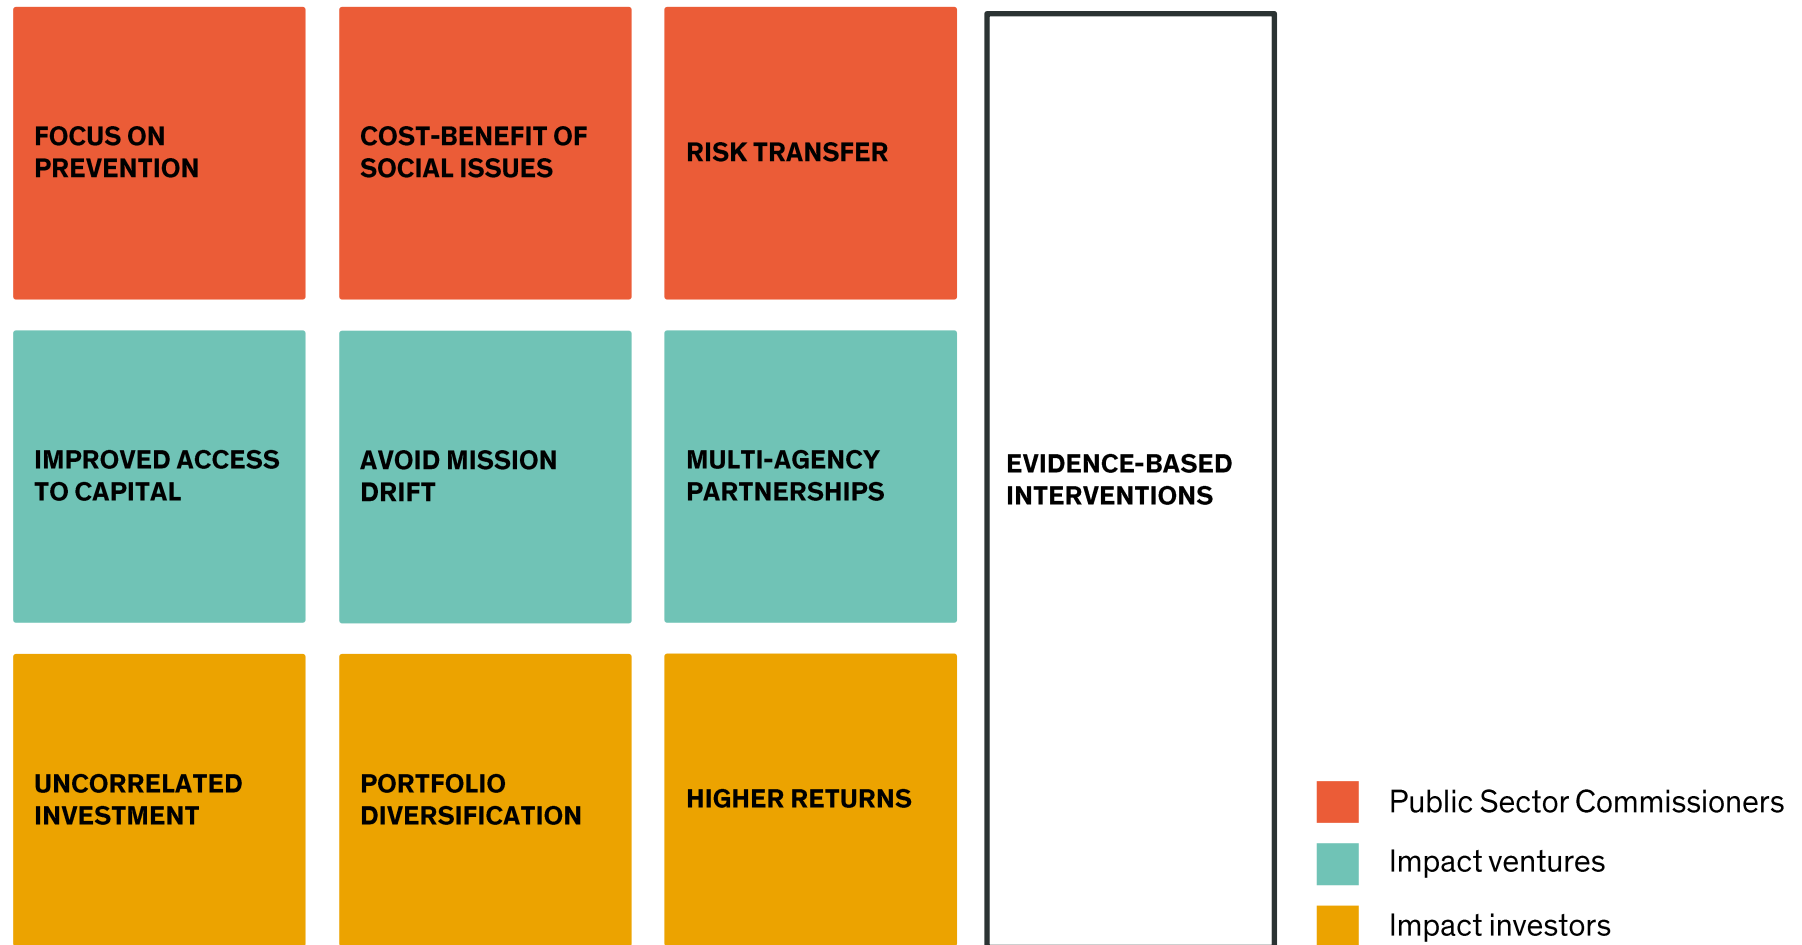 FOCUS ON
PREVENTION
COST-BENEFIT OF
SOCIAL ISSUES
RISK TRANSFER
IMPROVED ACCESS
TO CAPITAL
AVOID MISSION
DRIFT
MULTI-AGENCY
PARTNERSHIPS
EVIDENCE-BASED
INTERVENTIONS
UNCORRELATED
INVESTMENT
PORTFOLIO
DIVERSIFICATION
HIGHER RETURNS
Public Sector Commissioners
Impact ventures
Impact investors